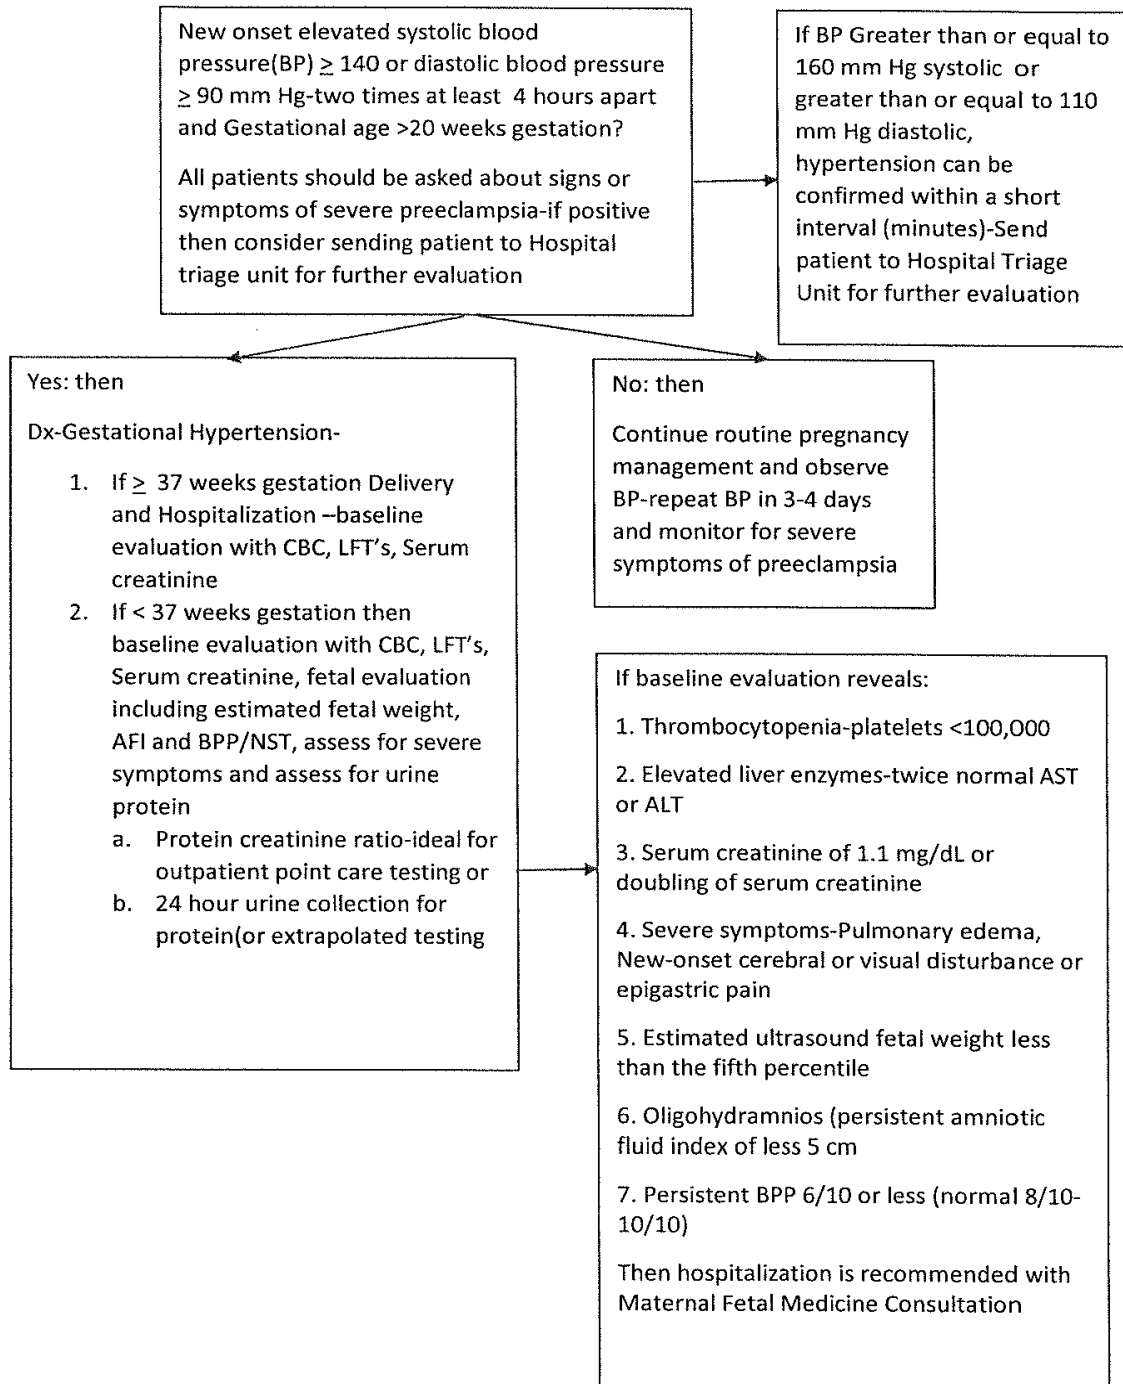 New onset elevated systolic blood
pressure(BP) ≥ 140 or diastolic blood pressure
≥ 90 mm Hg-two times at least 4 hours apart
and Gestational age >20 weeks gestation?
All patients should be asked about signs or
symptoms of severe preeclampsia-if positive
then consider sending patient to Hospital
triage unit for further evaluation
If BP Greater than or equal to
160 mm Hg systolic or
greater than or equal to 110
mm Hg diastolic,
hypertension can be
confirmed within a short
interval (minutes)-Send
patient to Hospital Triage
Unit for further evaluation
Yes: then
Dx-Gestational Hypertension-
1. If ≥ 37 weeks gestation Delivery
and Hospitalization –baseline
evaluation with CBC, LFT's, Serum
creatinine
2. If < 37 weeks gestation then
baseline evaluation with CBC, LFT's,
Serum creatinine, fetal evaluation
including estimated fetal weight,
AFI and BPP/NST, assess for severe
symptoms and assess for urine
protein
a. Protein creatinine ratio-ideal for
outpatient point care testing or
b. 24 hour urine collection for
protein(or extrapolated testing
No: then
Continue routine pregnancy
management and observe
BP-repeat BP in 3-4 days
and monitor for severe
symptoms of preeclampsia
If baseline evaluation reveals:
1. Thrombocytopenia-platelets <100,000
2. Elevated liver enzymes-twice normal AST
or ALT
3. Serum creatinine of 1.1 mg/dL or
doubling of serum creatinine
4. Severe symptoms-Pulmonary edema,
New-onset cerebral or visual disturbance or
epigastric pain
5. Estimated ultrasound fetal weight less
than the fifth percentile
6. Oligohydramnios (persistent amniotic
fluid index of less 5 cm
7. Persistent BPP 6/10 or less (normal 8/10-
10/10)
Then hospitalization is recommended with
Maternal Fetal Medicine Consultation